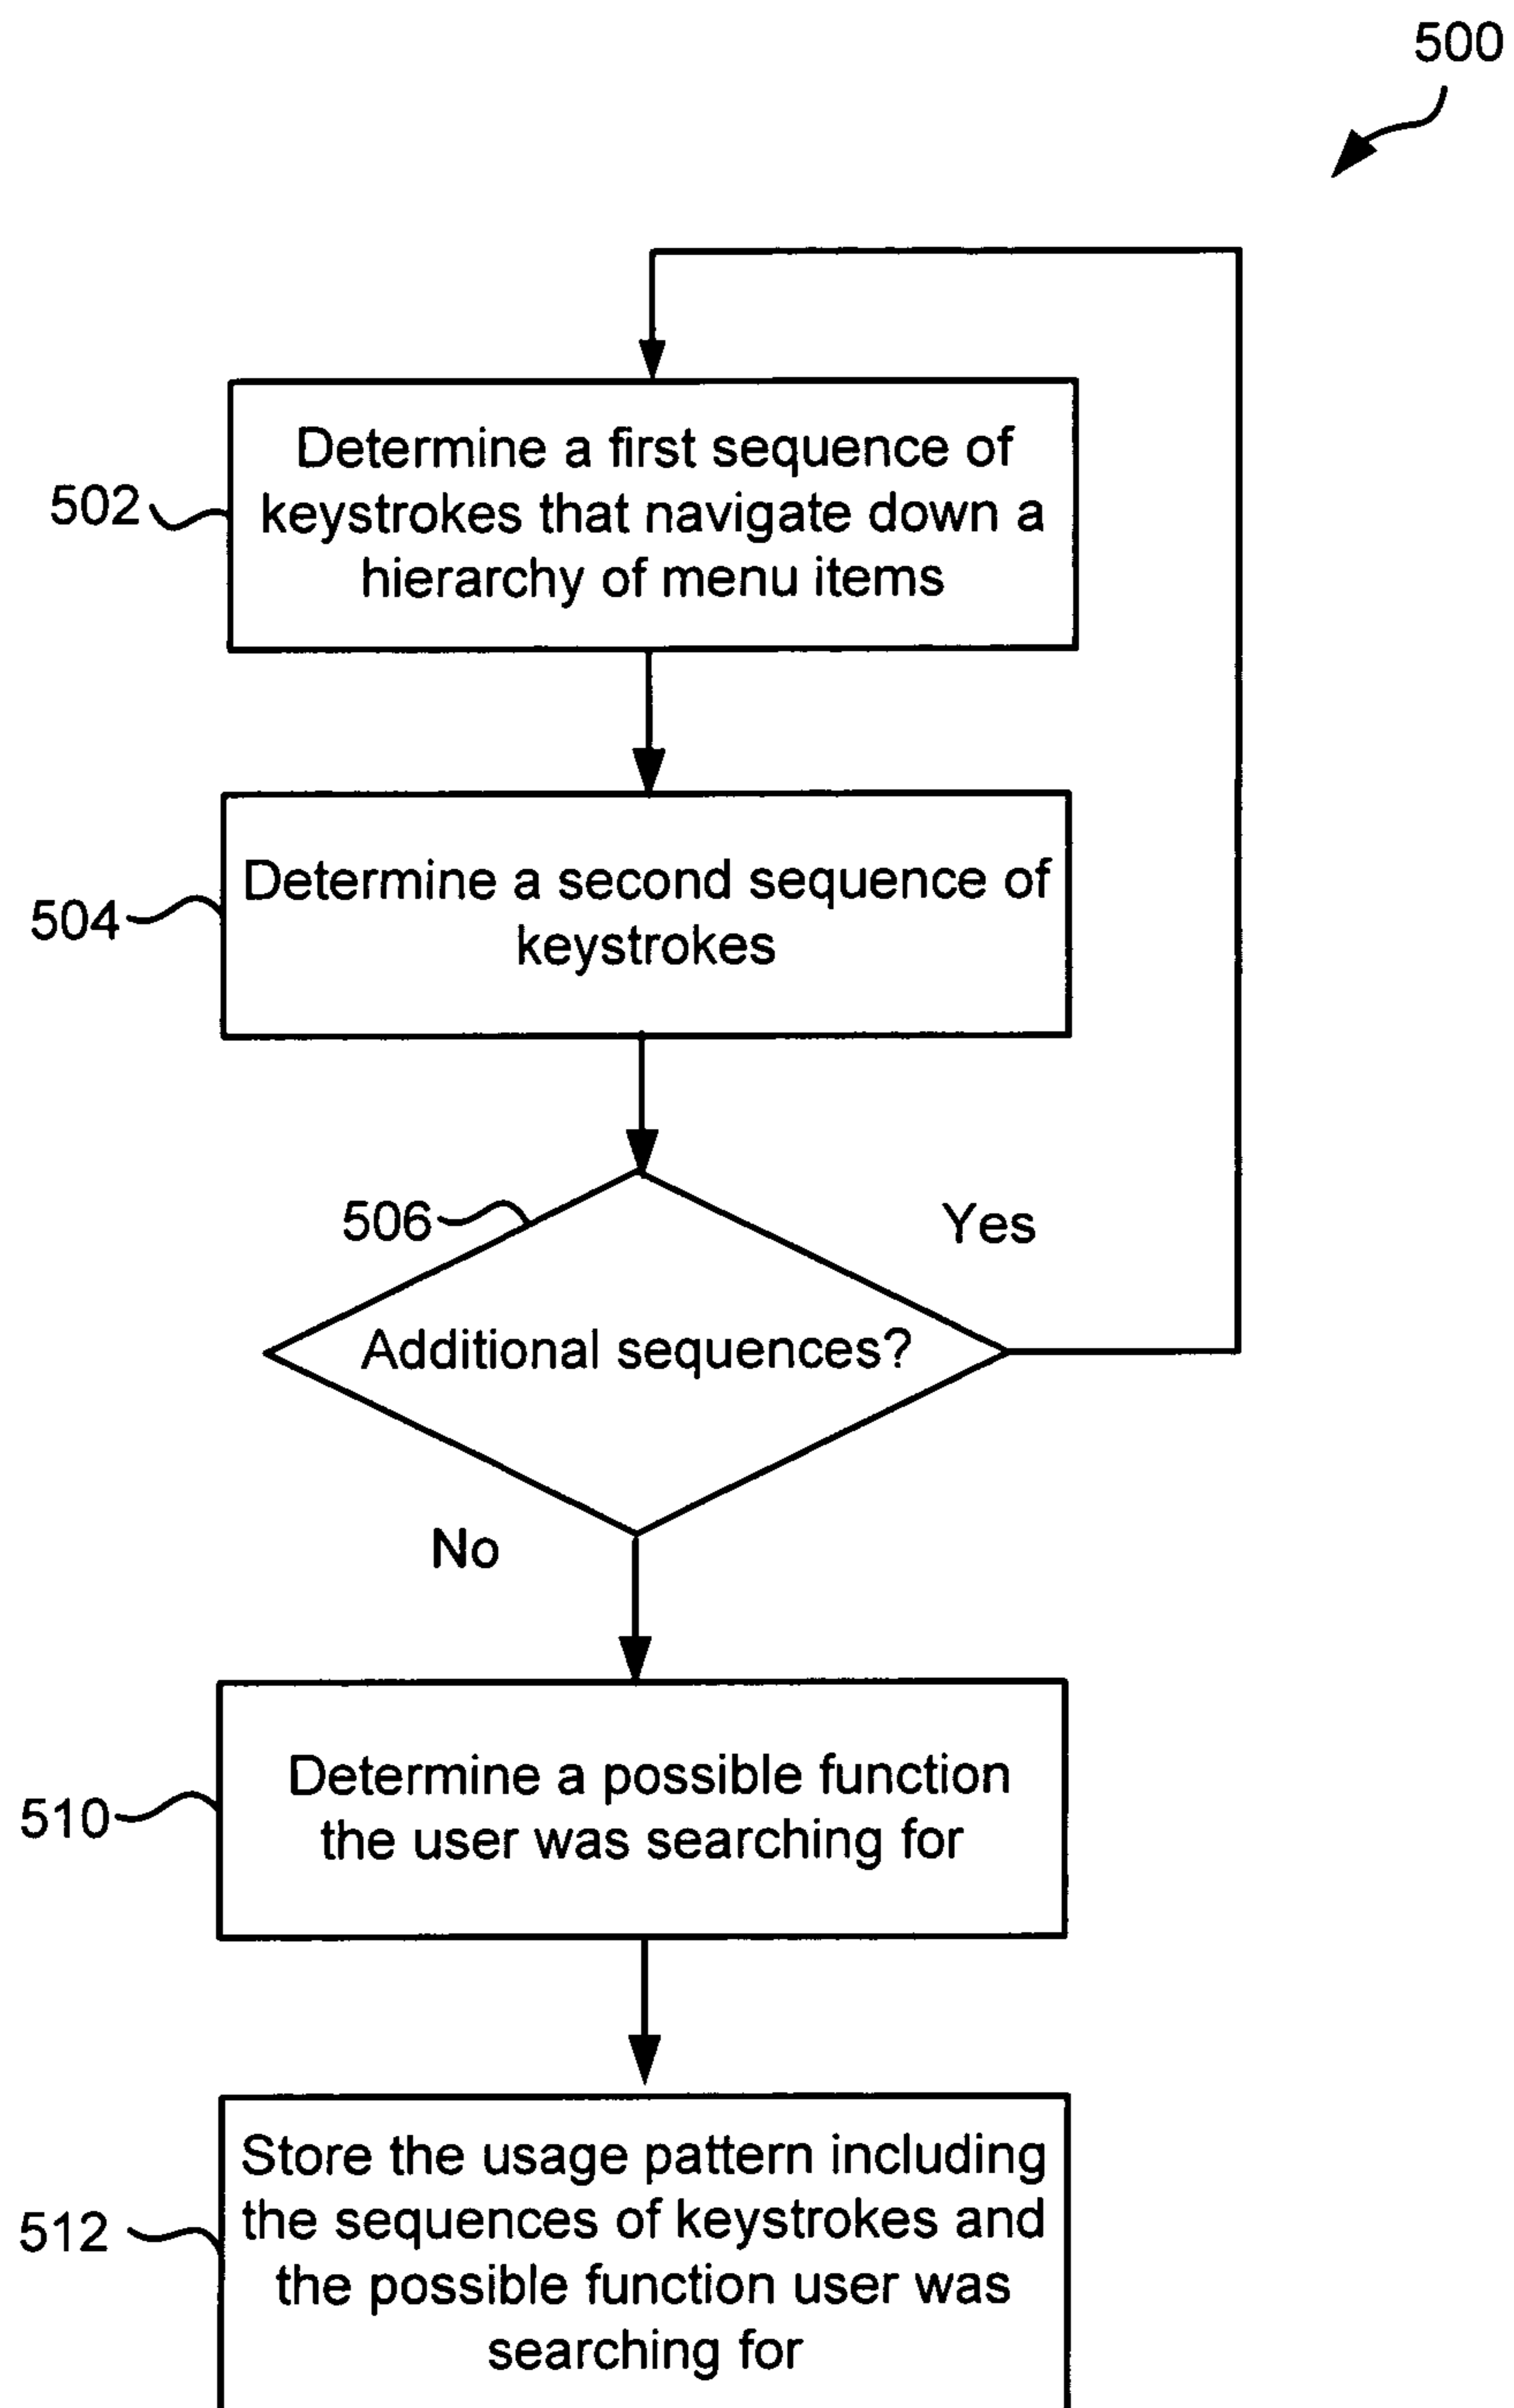 500
502
Determine a first sequence of
keystrokes that navigate down a
hierarchy of menu items
504
Determine a second sequence of
keystrokes
506
Yes
Additional sequences?
No
510
Determine a possible function
the user was searching for
512
Store the usage pattern including
the sequences of keystrokes and
the possible function user was
searching for